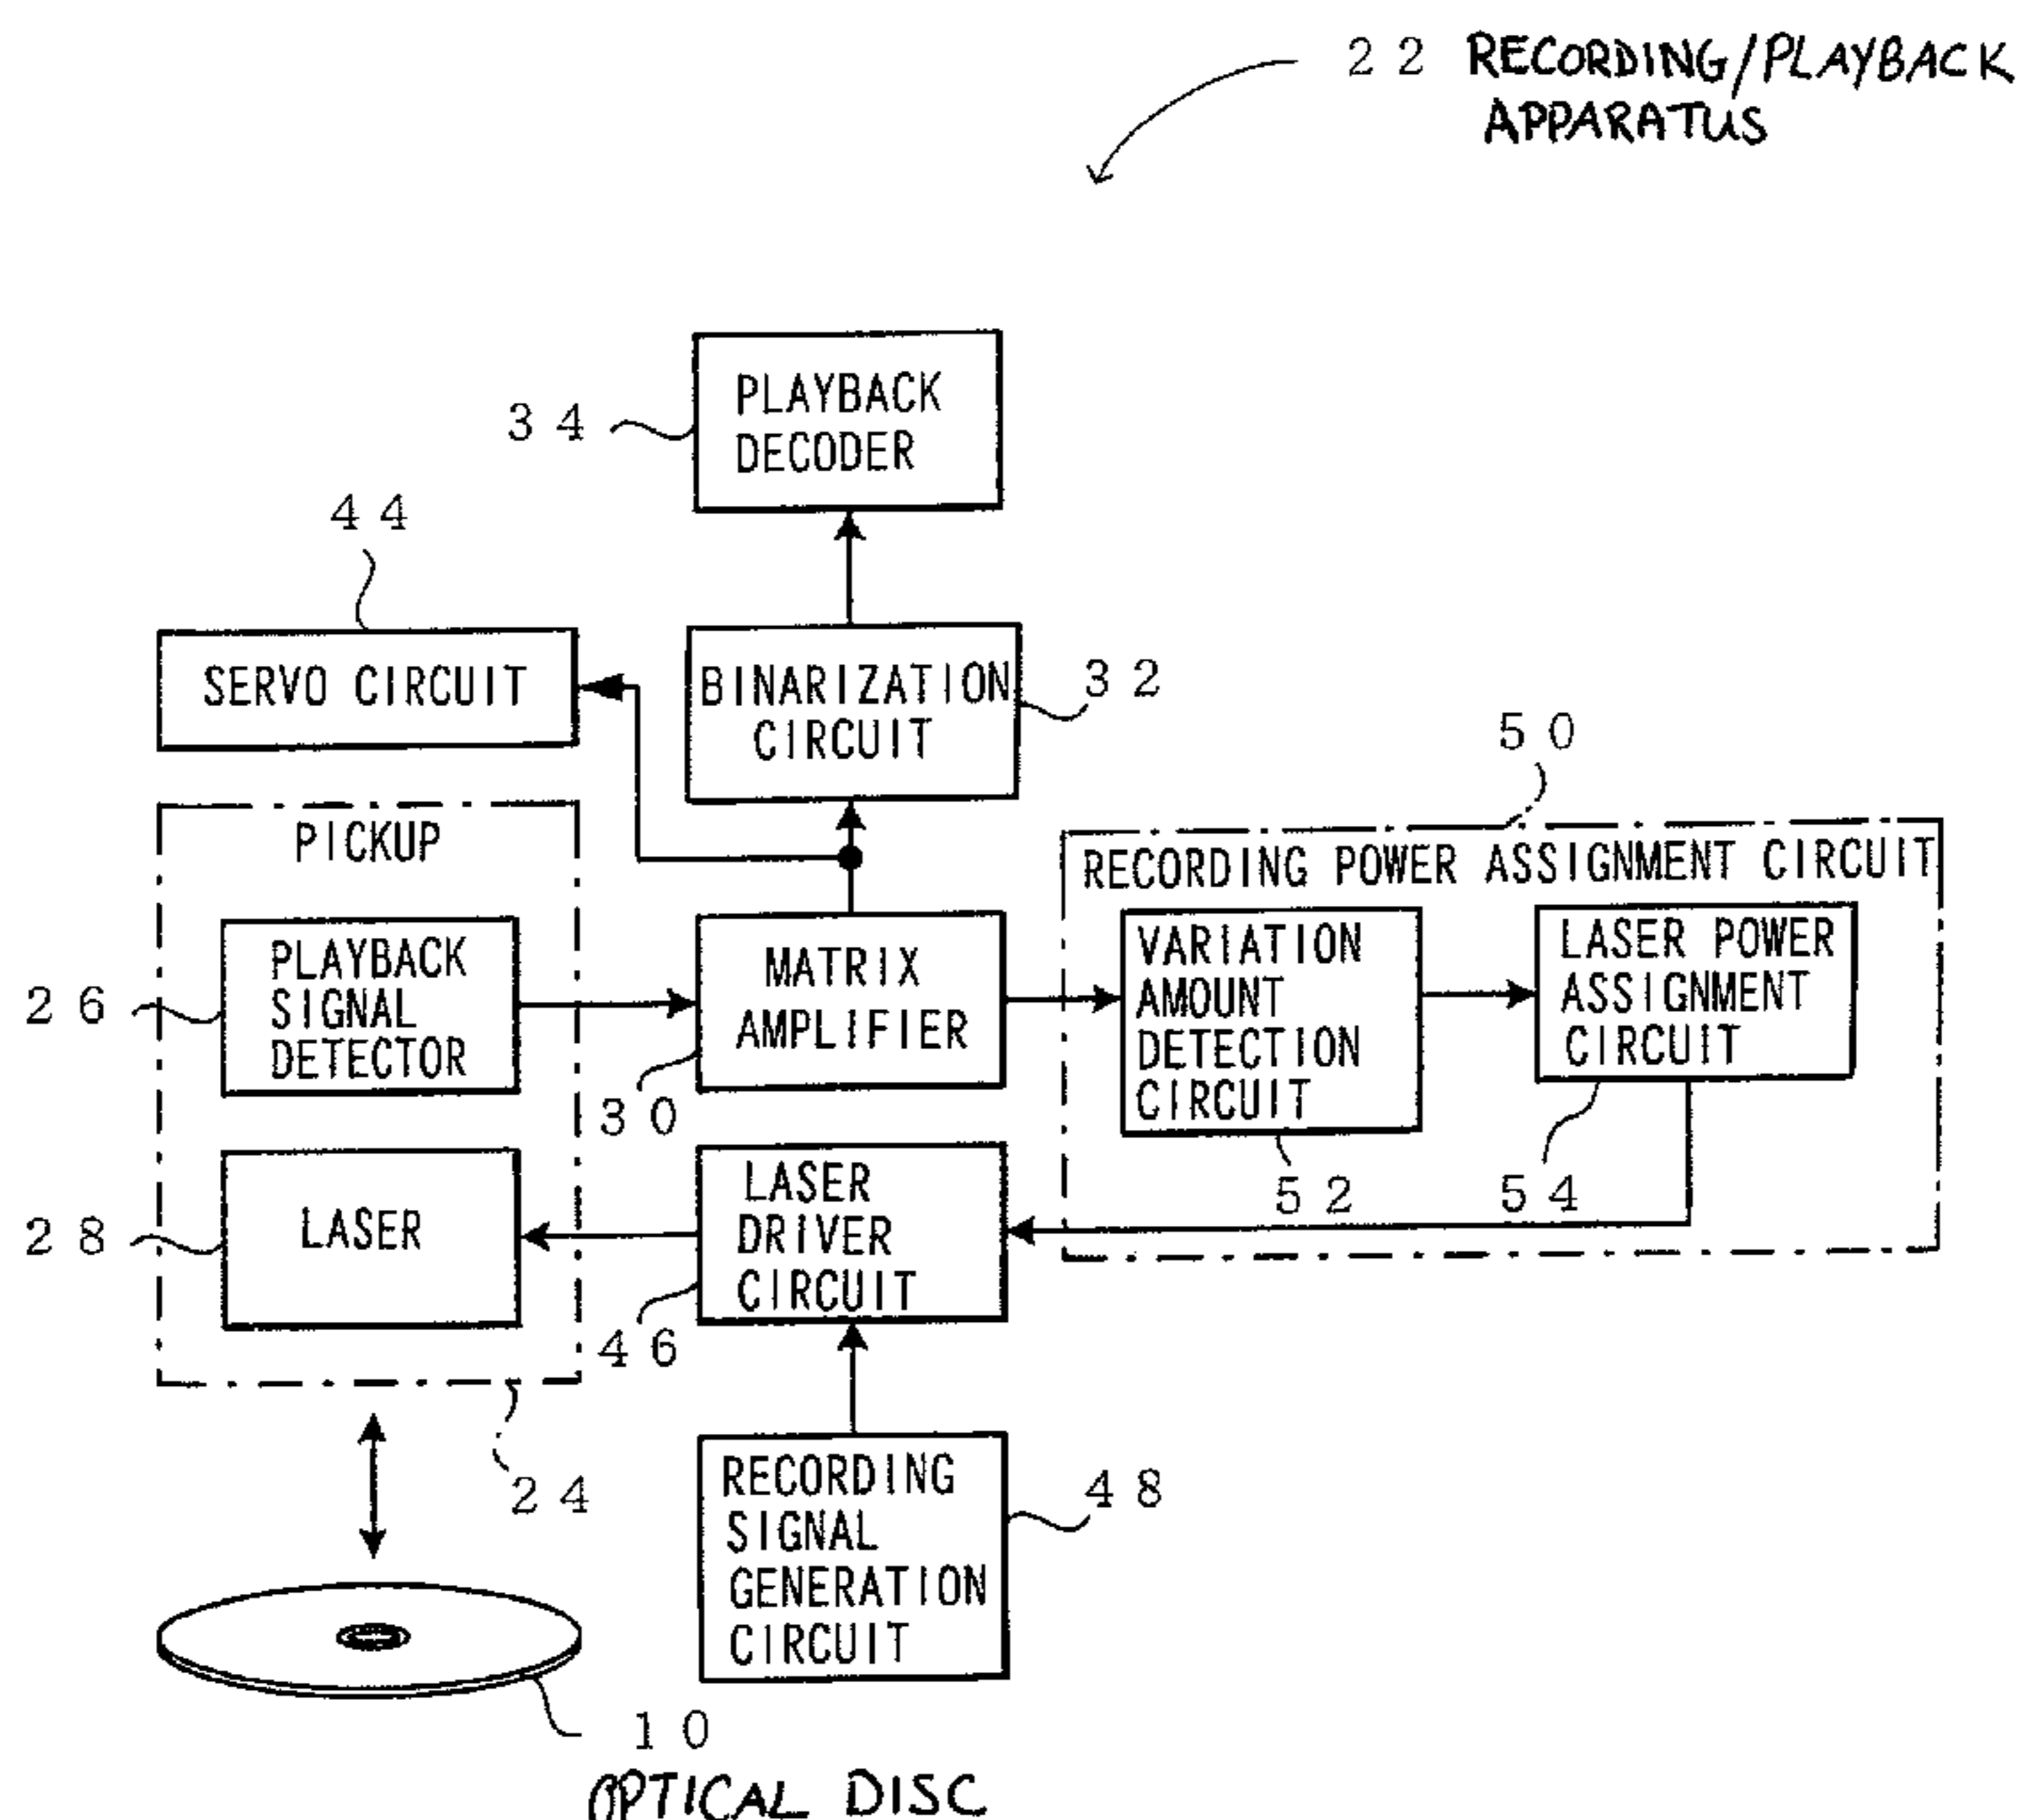 22 RECORDING/PLAYBACK
APPARATUS
PLAYBACK
DECODER
34
44
SERVO CIRCUIT
BINARIZATION
CIRCUIT
32
50
PICKUP
RECORDING POWER ASSIGNMENT CIRCUIT
PLAYBACK
SIGNAL
DETECTOR
26
MATRIX
AMPLIFIER
30
VARIATION
AMOUNT
DETECTION
CIRCUIT
52
LASER POWER
ASSIGNMENT
CIRCUIT
54
LASER
28
LASER
DRIVER
CIRCUIT
46
24
RECORDING
SIGNAL
GENERATION
CIRCUIT
48
10
OPTICAL DISC